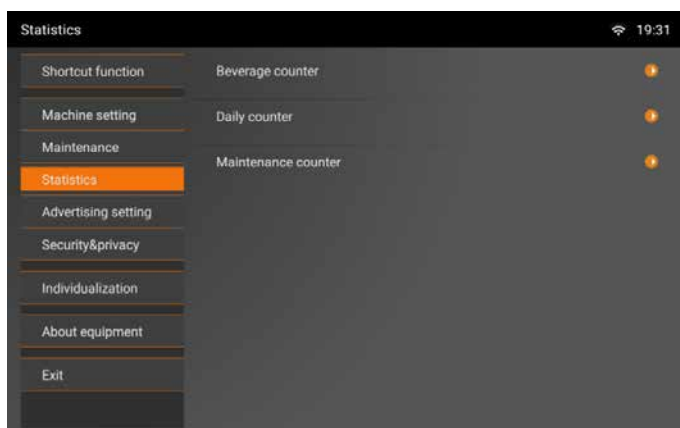 Statistics
19:31
Shortcut function
Machine setting
Maintenance
Statistics
Advertising setting
Security&privacy
Individualization
About equipment
Exit
Beverage counter
Daily counter
Maintenance counter